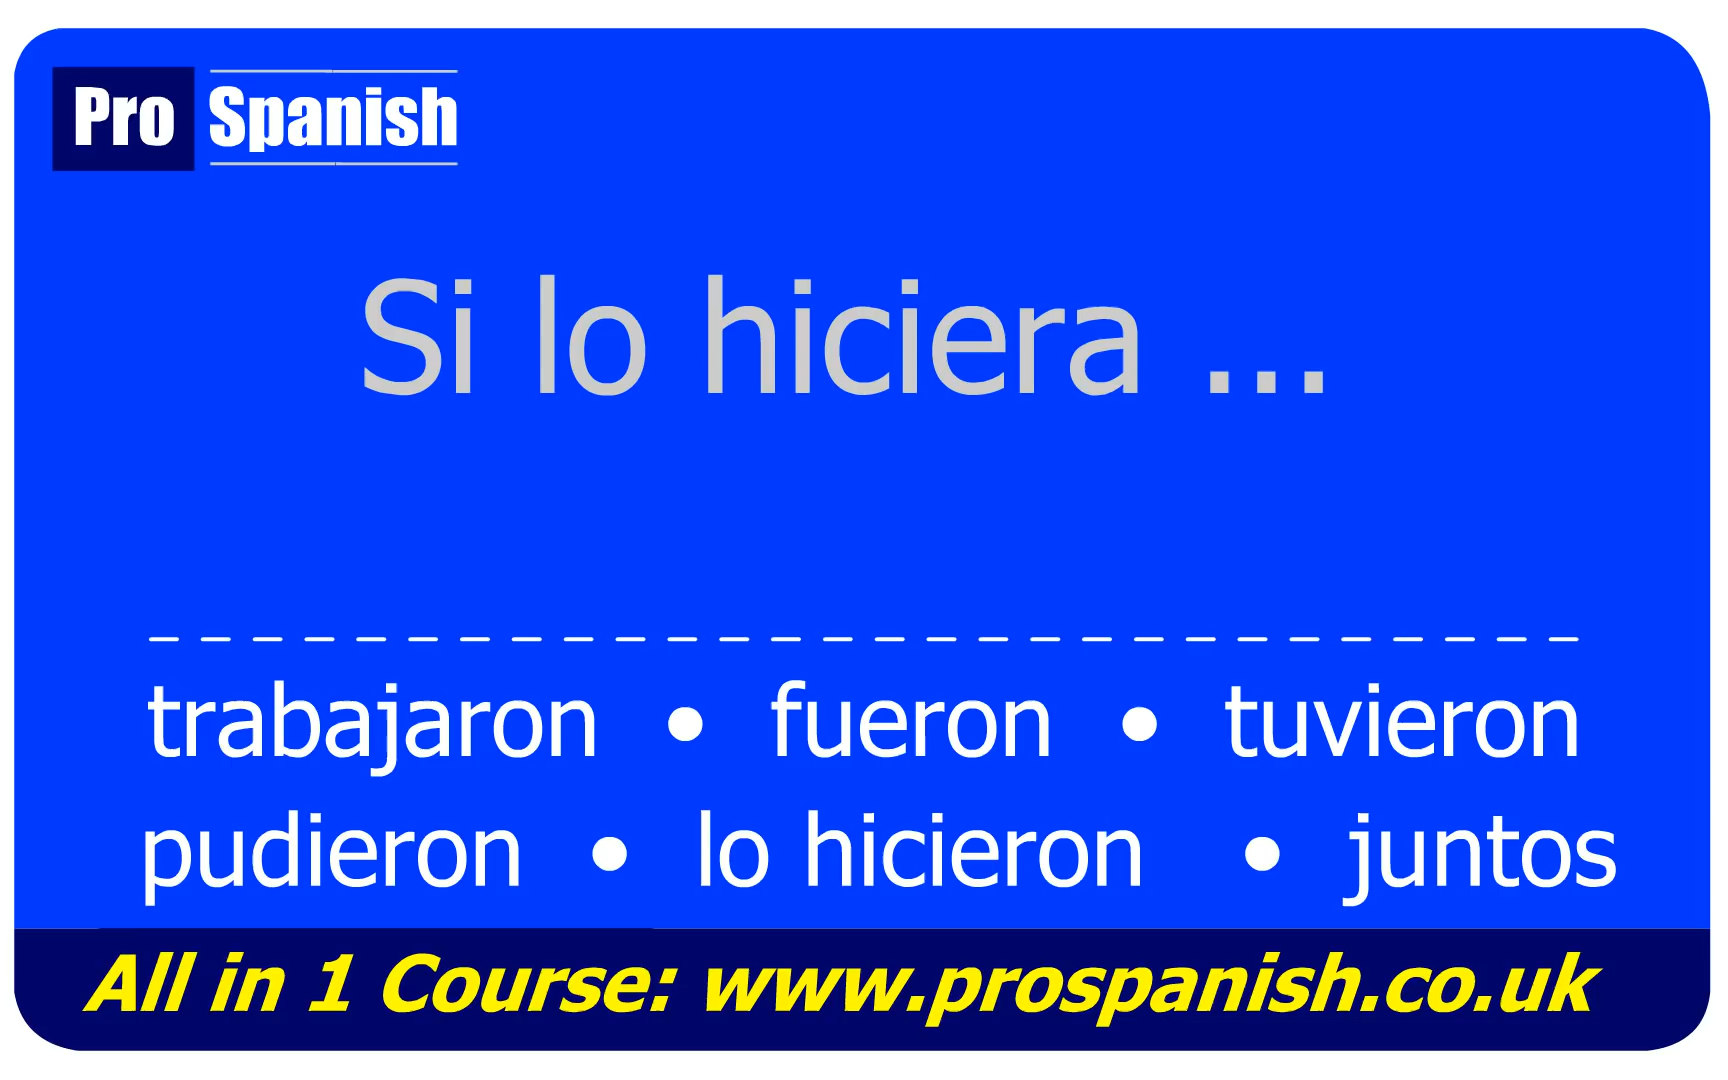 Pro Spanish
Si lo hiciera ...
trabajaron • fueron • tuvieron
pudieron • lo hicieron • juntos
All in 1 Course: www.prospanish.co.uk